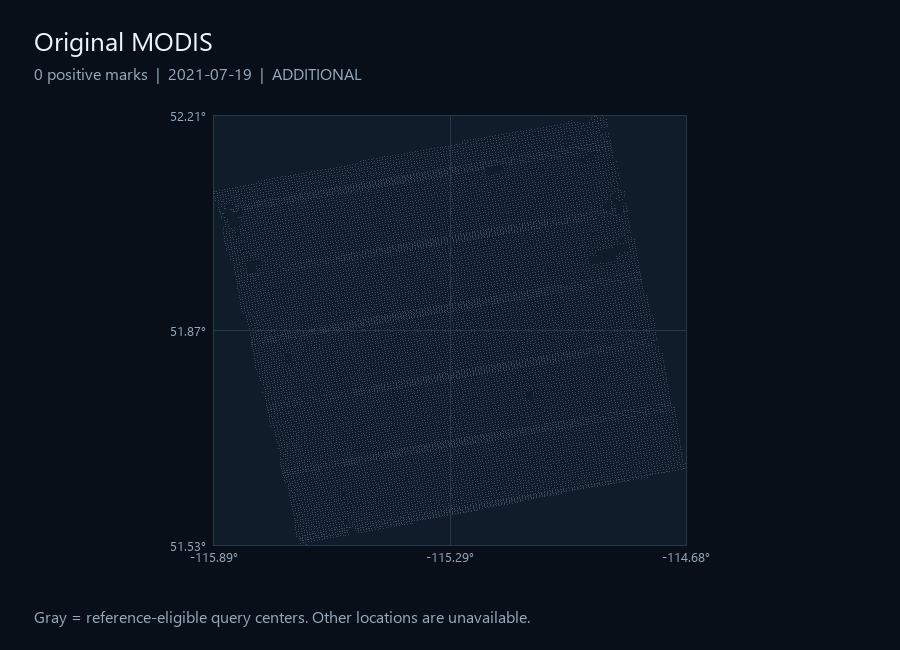 Original MODIS
0 positive marks | 2021-07-19 | ADDITIONAL
52.21°
51.87°
51.53°
-115.89°
-115.29°
-114.68°
Gray = reference-eligible query centers. Other locations are unavailable.